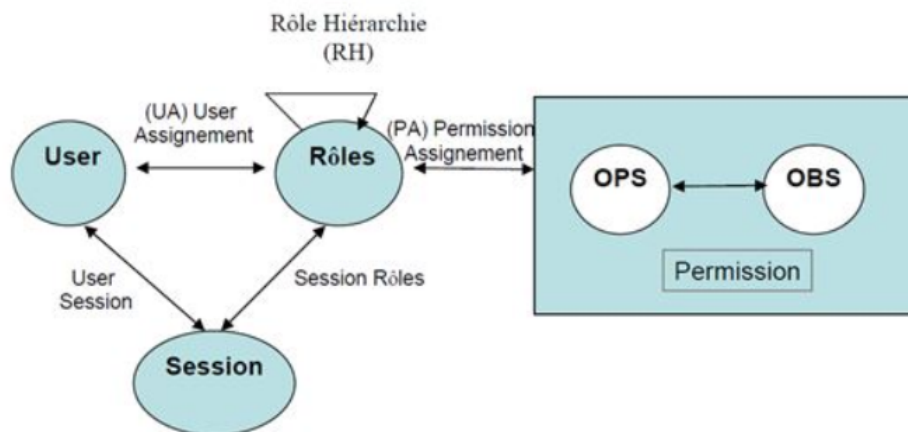 Rôle Hiérarchie
(RH)
(UA) User
Assignement
(PA) Permission
Assignement
User
Rôles
OPS
OBS
Permission
User
Session
Session Rôles
Session